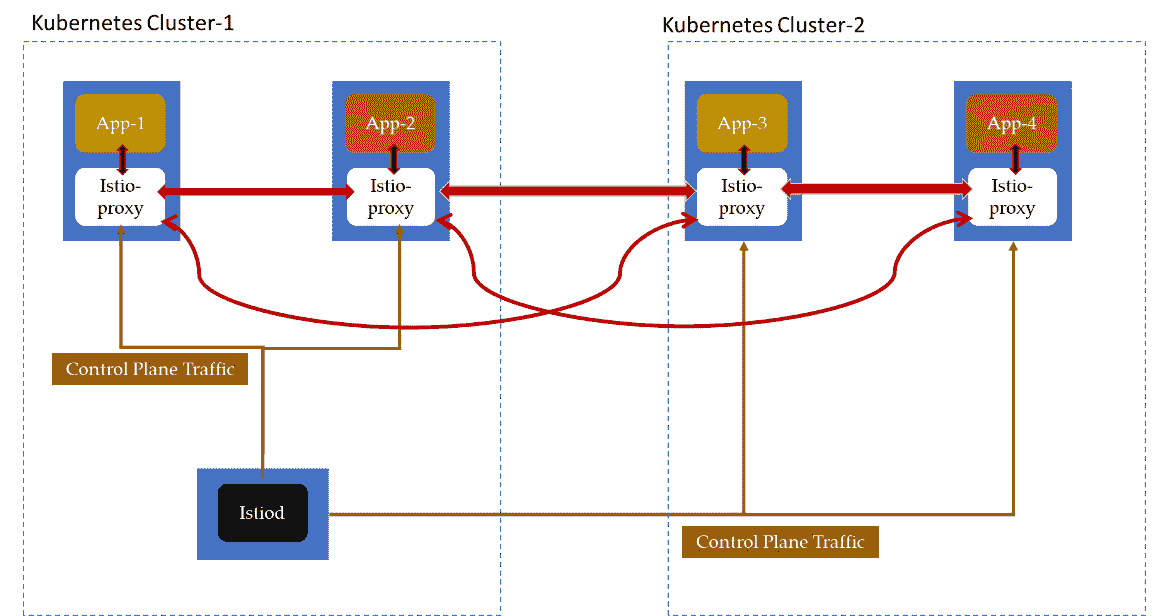 Kubernetes Cluster-1
Kubernetes Cluster-2
App-1
App-2
App-3
App-4
Istio-
proxy
Istio-
proxy
Istio-
proxy
Istio-
proxy
Control Plane Traffic
Istiod
Control Plane Traffic